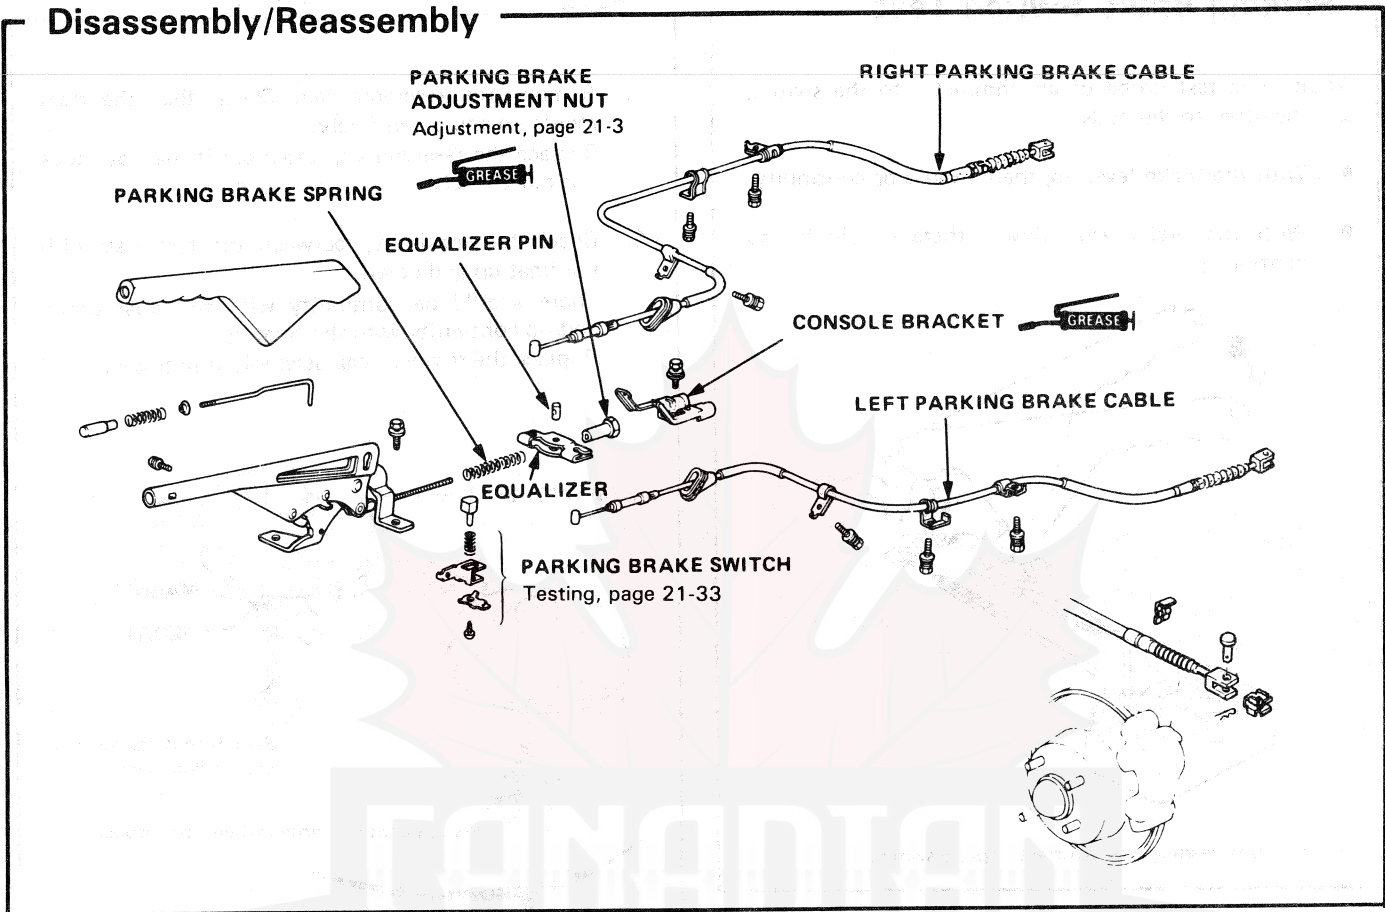 Disassembly/Reassembly
PARKING BRAKE
ADJUSTMENT NUT
Adjustment, page 21-3
GREASE
RIGHT PARKING BRAKE CABLE
PARKING BRAKE SPRING
EQUALIZER PIN
CONSOLE BRACKET
GREASE
LEFT PARKING BRAKE CABLE
EQUALIZER
PARKING BRAKE SWITCH
Testing, page 21-33
CANADIAN